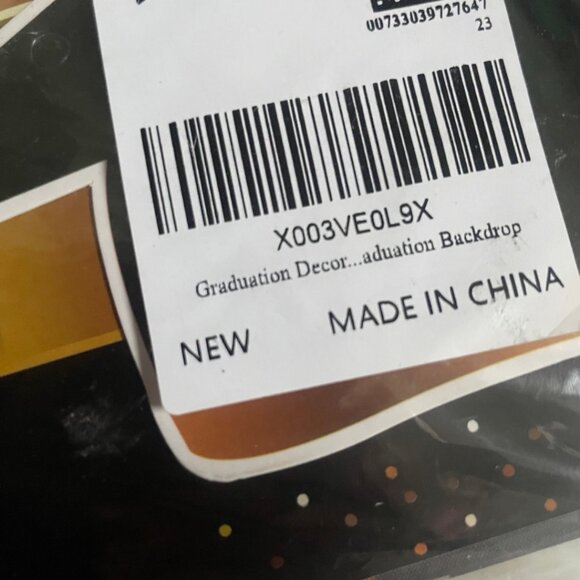 00733039727647
23
X003VE0L9X
Graduation Decor...aduation Backdrop
NEW
MADE IN CHINA